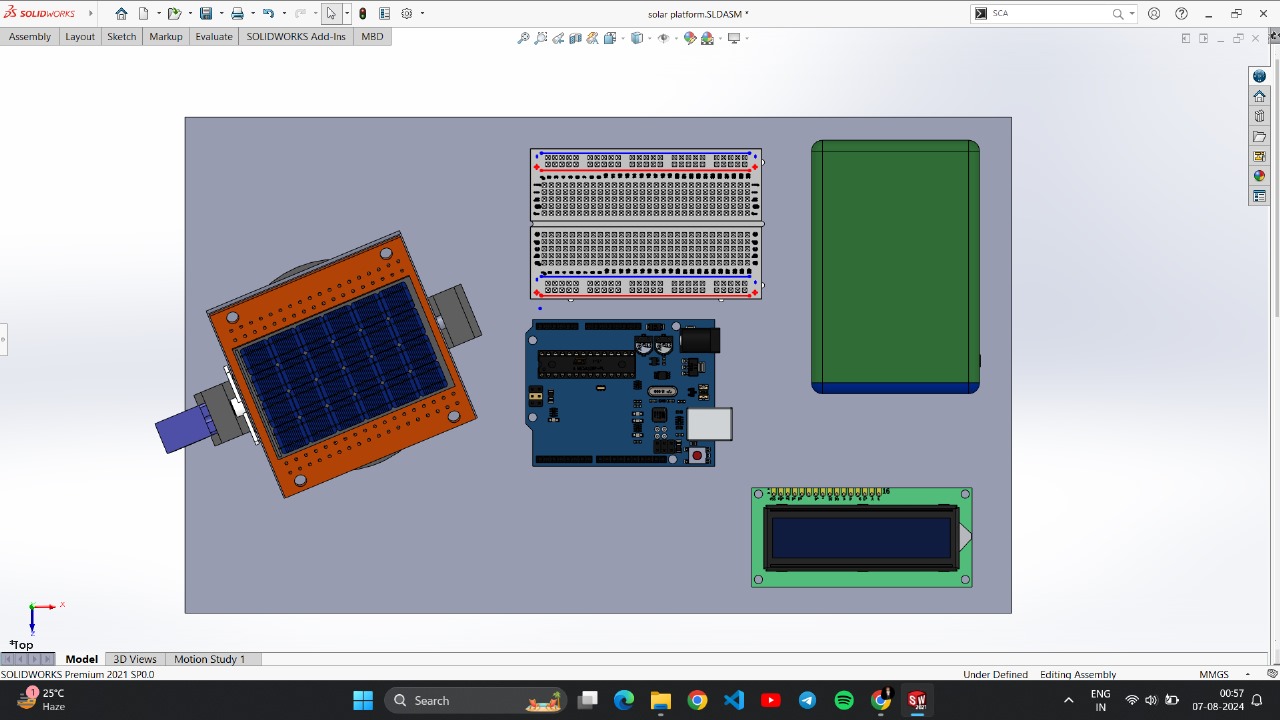 SOLIDWORKS
solar platform.SLDASM *
SCA
Assembly
Layout
Sketch
Markup
Evaluate
SOLIDWORKS Add-Ins
MBD
16
X
Z
*Top
Model
3D Views
Motion Study 1
SOLIDWORKS Premium 2021 SP0.0
Under Defined
Editing Assembly
MMGS
1
25°C
Haze
Search
SW
2021
ENG
IN
00:57
07-08-2024